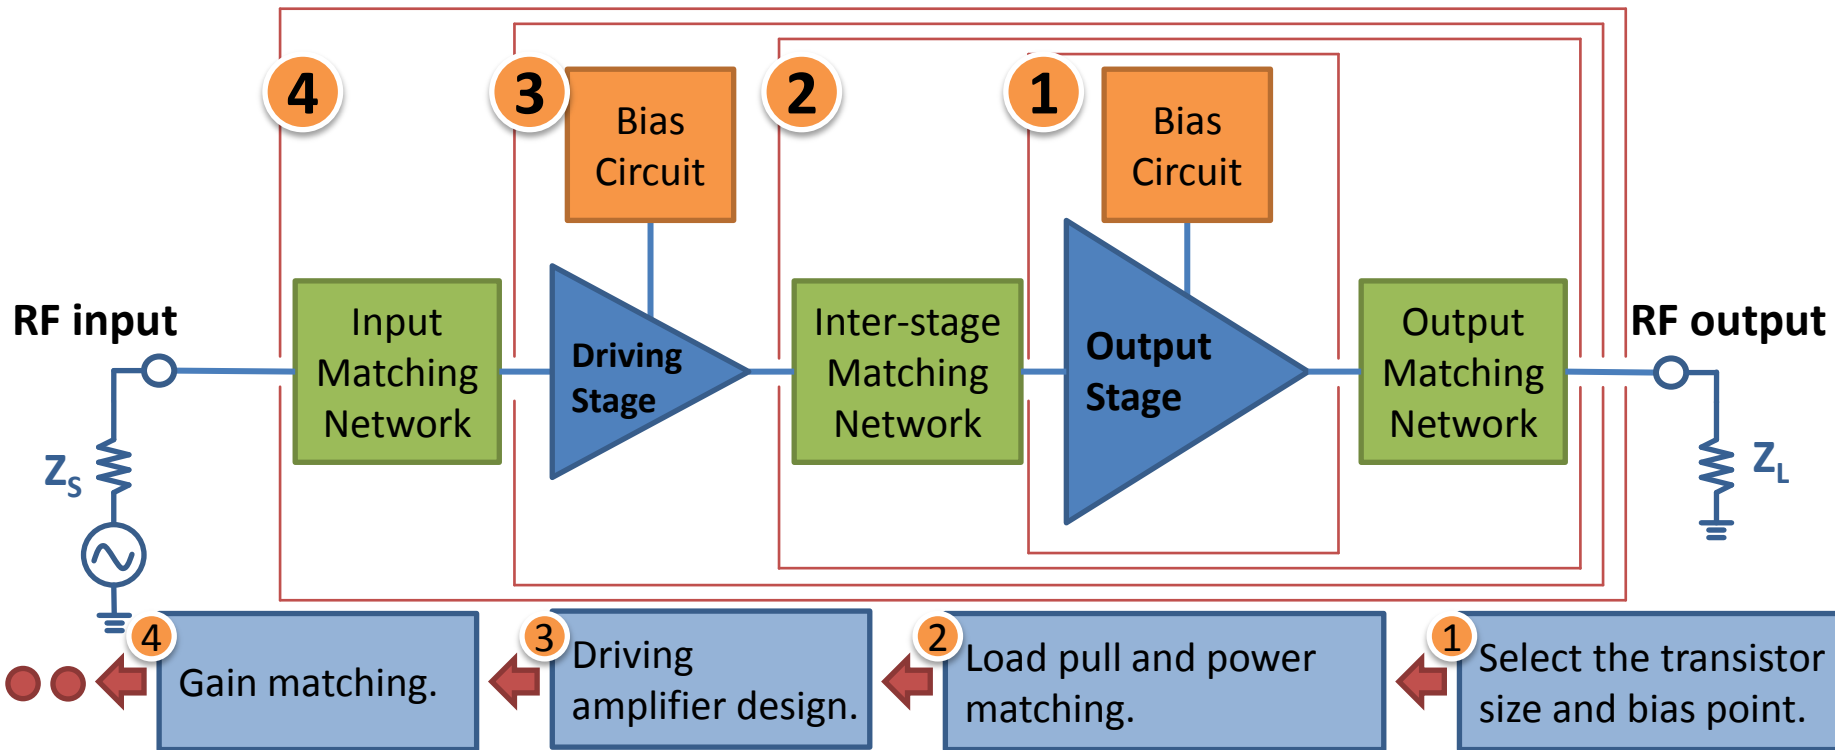 4
3
2
1
Bias
Circuit
Bias
Circuit
RF input
Input
Matching
Network
Driving
Stage
Inter-stage
Matching
Network
Output
Stage
Output
Matching
Network
RF output
Z_S
Z_L
4
Gain matching.
3
Driving
amplifier design.
2
Load pull and power
matching.
1
Select the transistor
size and bias point.